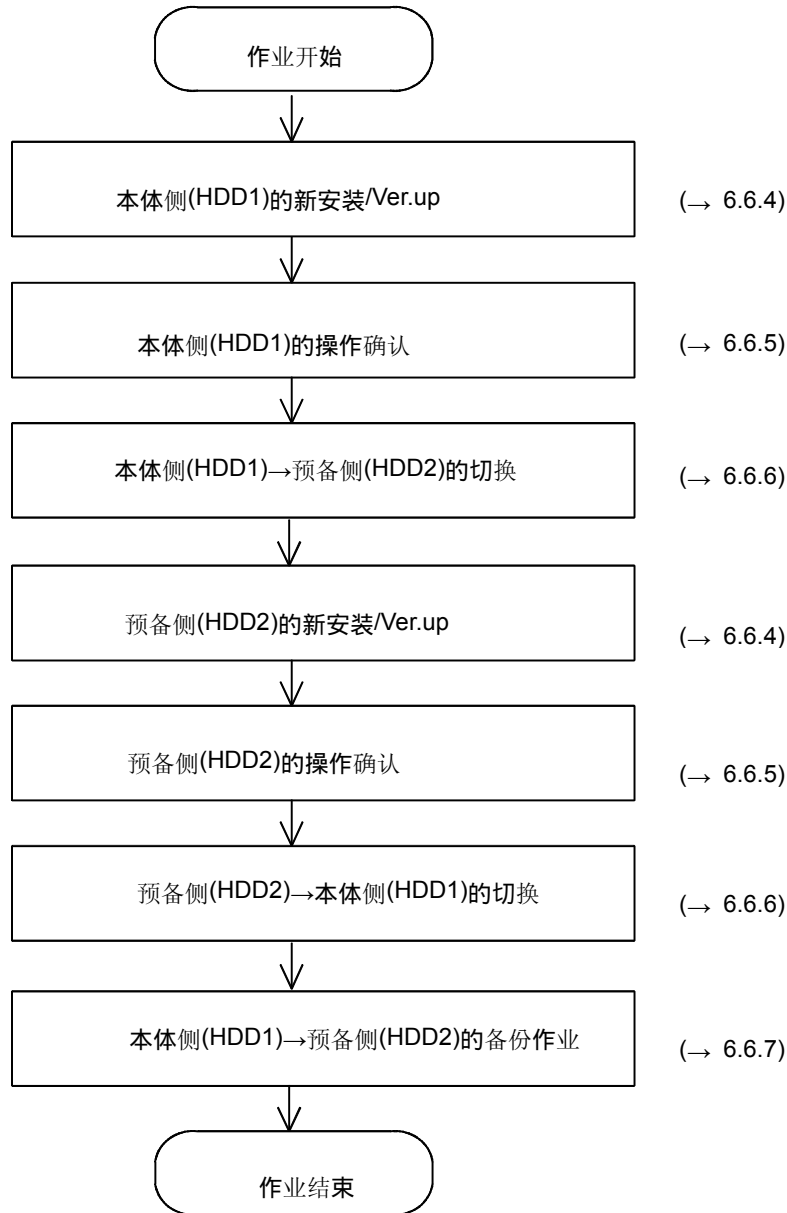 作业开始
本体侧(HDD1)的新安装/Ver.up (→ 6.6.4)
本体侧(HDD1)的操作确认 (→ 6.6.5)
本体侧(HDD1)→预备侧(HDD2)的切换 (→ 6.6.6)
预备侧(HDD2)的新安装/Ver.up (→ 6.6.4)
预备侧(HDD2)的操作确认 (→ 6.6.5)
预备侧(HDD2)→本体侧(HDD1)的切换 (→ 6.6.6)
本体侧(HDD1)→预备侧(HDD2)的备份作业 (→ 6.6.7)
作业结束